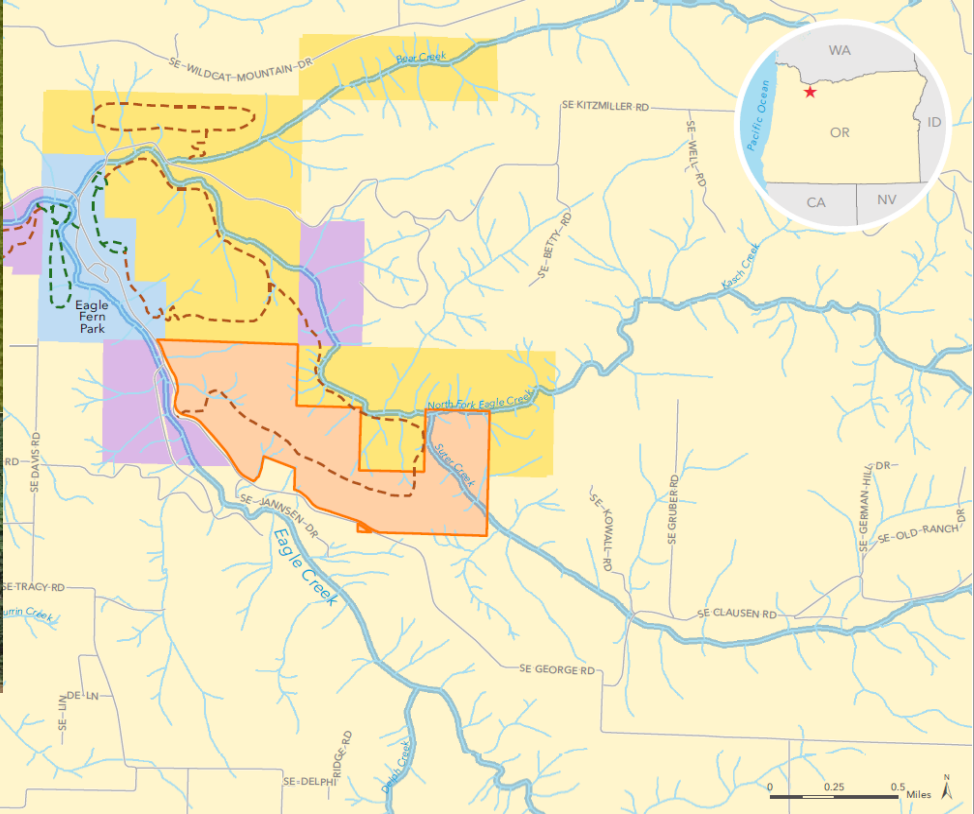 SE-WILDCAT-MOUNTAIN-DR
Bear Creek
WA
Pacific Ocean
OR
ID
CA
NV
SE KITZMILLER RD
SE-WELL-RD
SE-BETTY-RD
Kasch Creek
Eagle
Fern
Park
North Fork Eagle Creek
Suter Creek
SE DAVIS RD
RD
SE-JANNSEN-DR
Eagle Creek
SE-KOWALL-RD
SE GRUBER RD
SE-GERMAN-HILL
DR
SE-OLD-RANCH
DR
SE-TRACY-RD
urrin Creek
SE CLAUSEN RD
SE GEORGE RD
SE-LIN
DE-LN
SE-DELPHI
RIDGE-RD
Creek
0 0.25 0.5
Miles
N